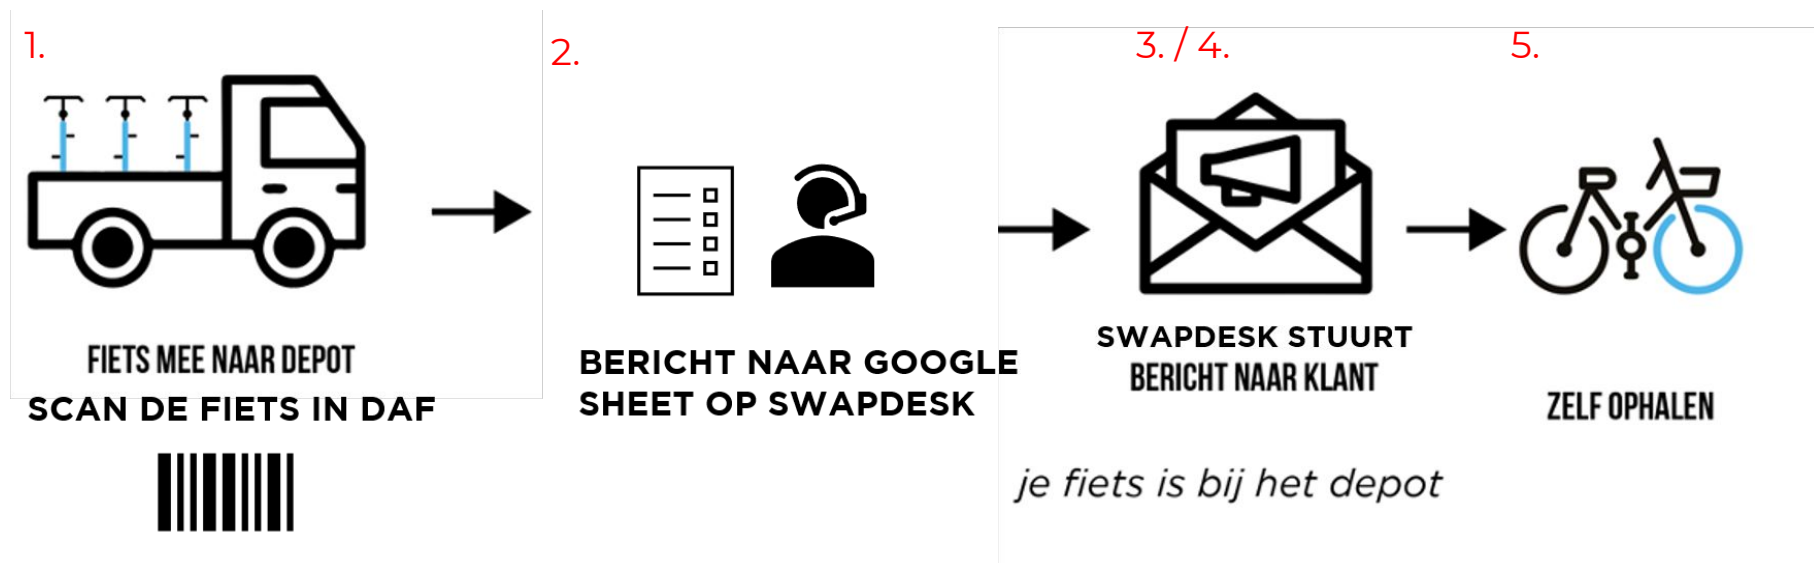 1.
FIETS MEE NAAR DEPOT
SCAN DE FIETS IN DAF
2.
BERICHT NAAR GOOGLE
SHEET OP SWAPDESK
3. / 4.
SWAPDESK STUURT
BERICHT NAAR KLANT
je fiets is bij het depot
5.
ZELF OPHALEN